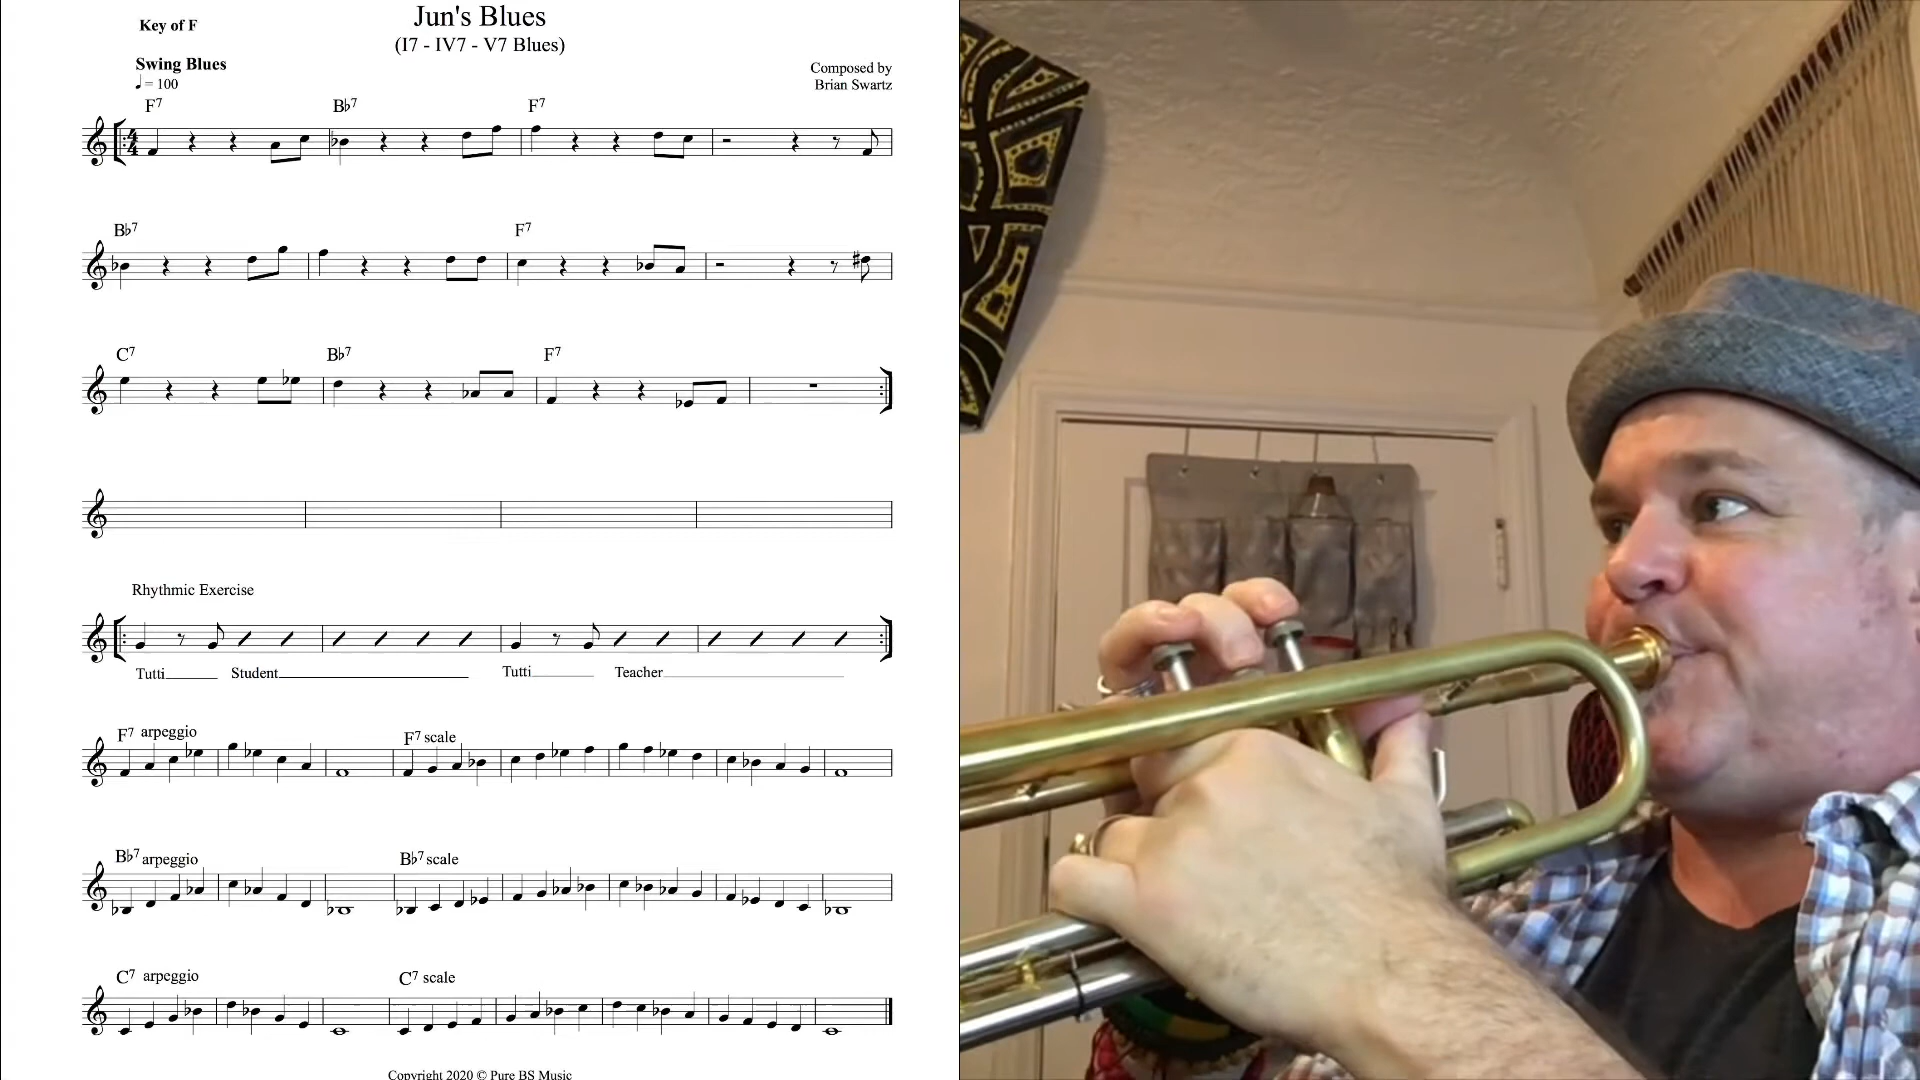 Jun's Blues
Key of F
(I7 - IV7 - V7 Blues)
Swing Blues
Composed by
♩ = 100
Brian Swartz
F7 B♭7 F7
4
4
B♭7 F7
C7 B♭7 F7
Rhythmic Exercise
Tutti Student Tutti Teacher
F7 arpeggio F7 scale
B♭7 arpeggio B♭7 scale
C7 arpeggio C7 scale
Copyright 2020 © Pure BS Music